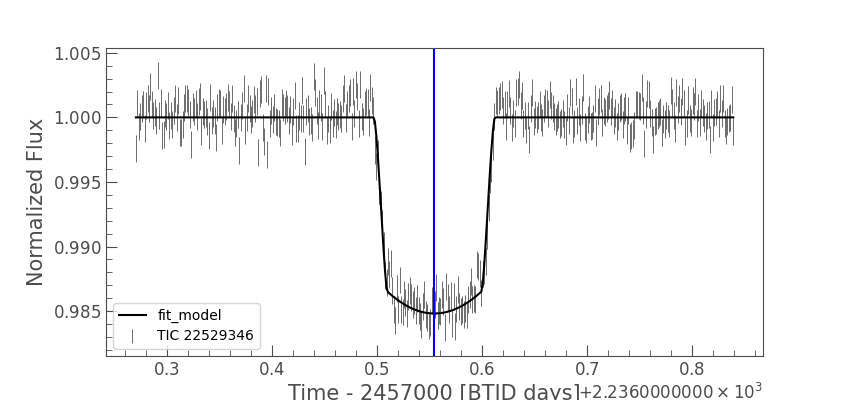 1.005
1.000
0.995
0.990
0.985
Normalized Flux
fit_model
TIC 22529346
0.3 0.4 0.5 0.6 0.7 0.8
Time - 2457000 [BTJD days]
+2.2360000000 × 10³